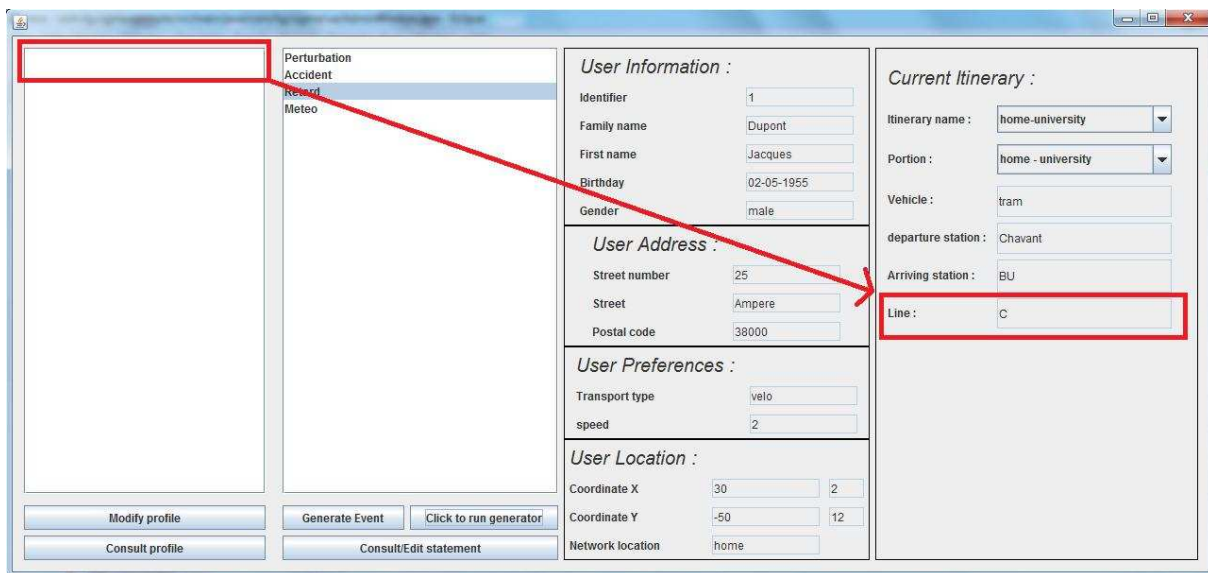 Perturbation
Accident
Retard
Meteo
Modify profile
Consult profile
Generate Event
Click to run generator
Consult/Edit statement
User Information :
Identifier 1
Family name Dupont
First name Jacques
Birthday 02-05-1955
Gender male
User Address :
Street number 25
Street Ampere
Postal code 38000
User Preferences :
Transport type velo
speed 2
User Location :
Coordinate X 30 2
Coordinate Y -50 12
Network location home
Current Itinerary :
Itinerary name : home-university
Portion : home - university
Vehicle : tram
departure station : Chavant
Arriving station : BU
Line : C